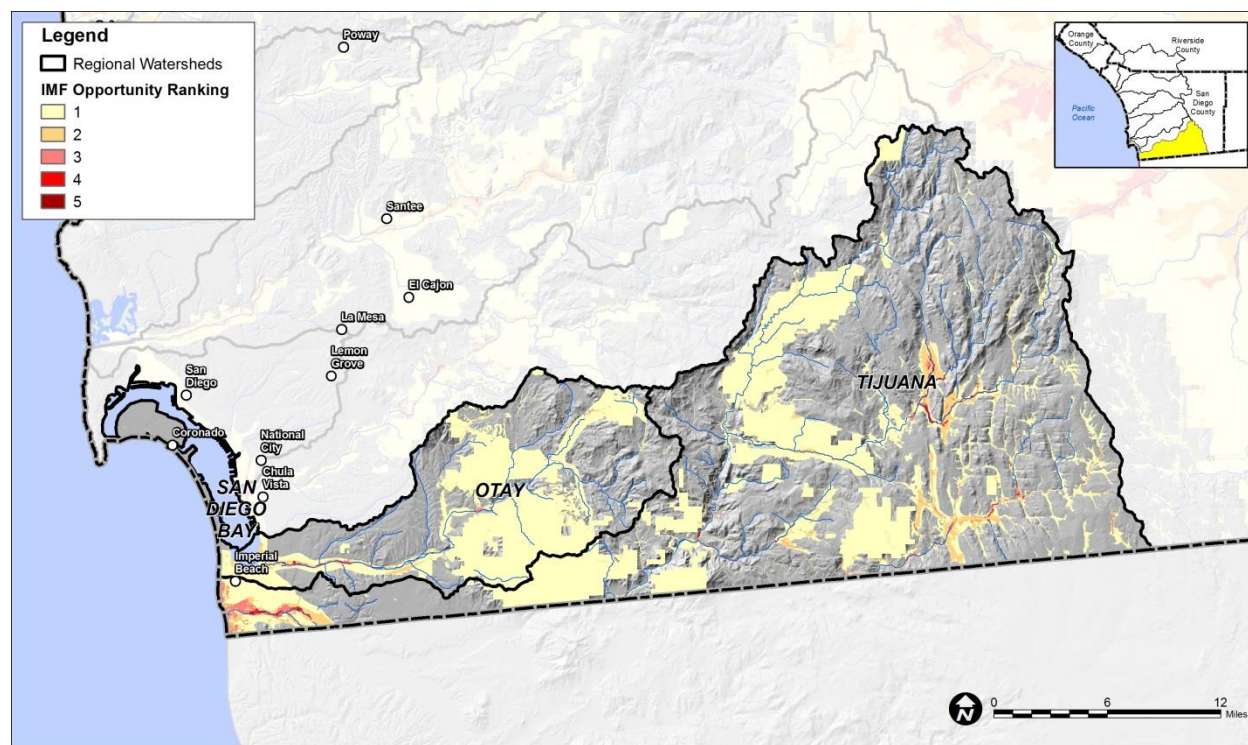 Legend
Regional Watersheds
IMF Opportunity Ranking
1
2
3
4
5
Poway
Santee
El Cajon
La Mesa
Lemon
Grove
San
Diego
Coronado
National
City
Chula
Vista
SAN
DIEGO
BAY
Imperial
Beach
OTAY
TIJUANA
Orange
County
Riverside
County
San
Diego
County
Pacific
Ocean
N
0
6
12
Miles